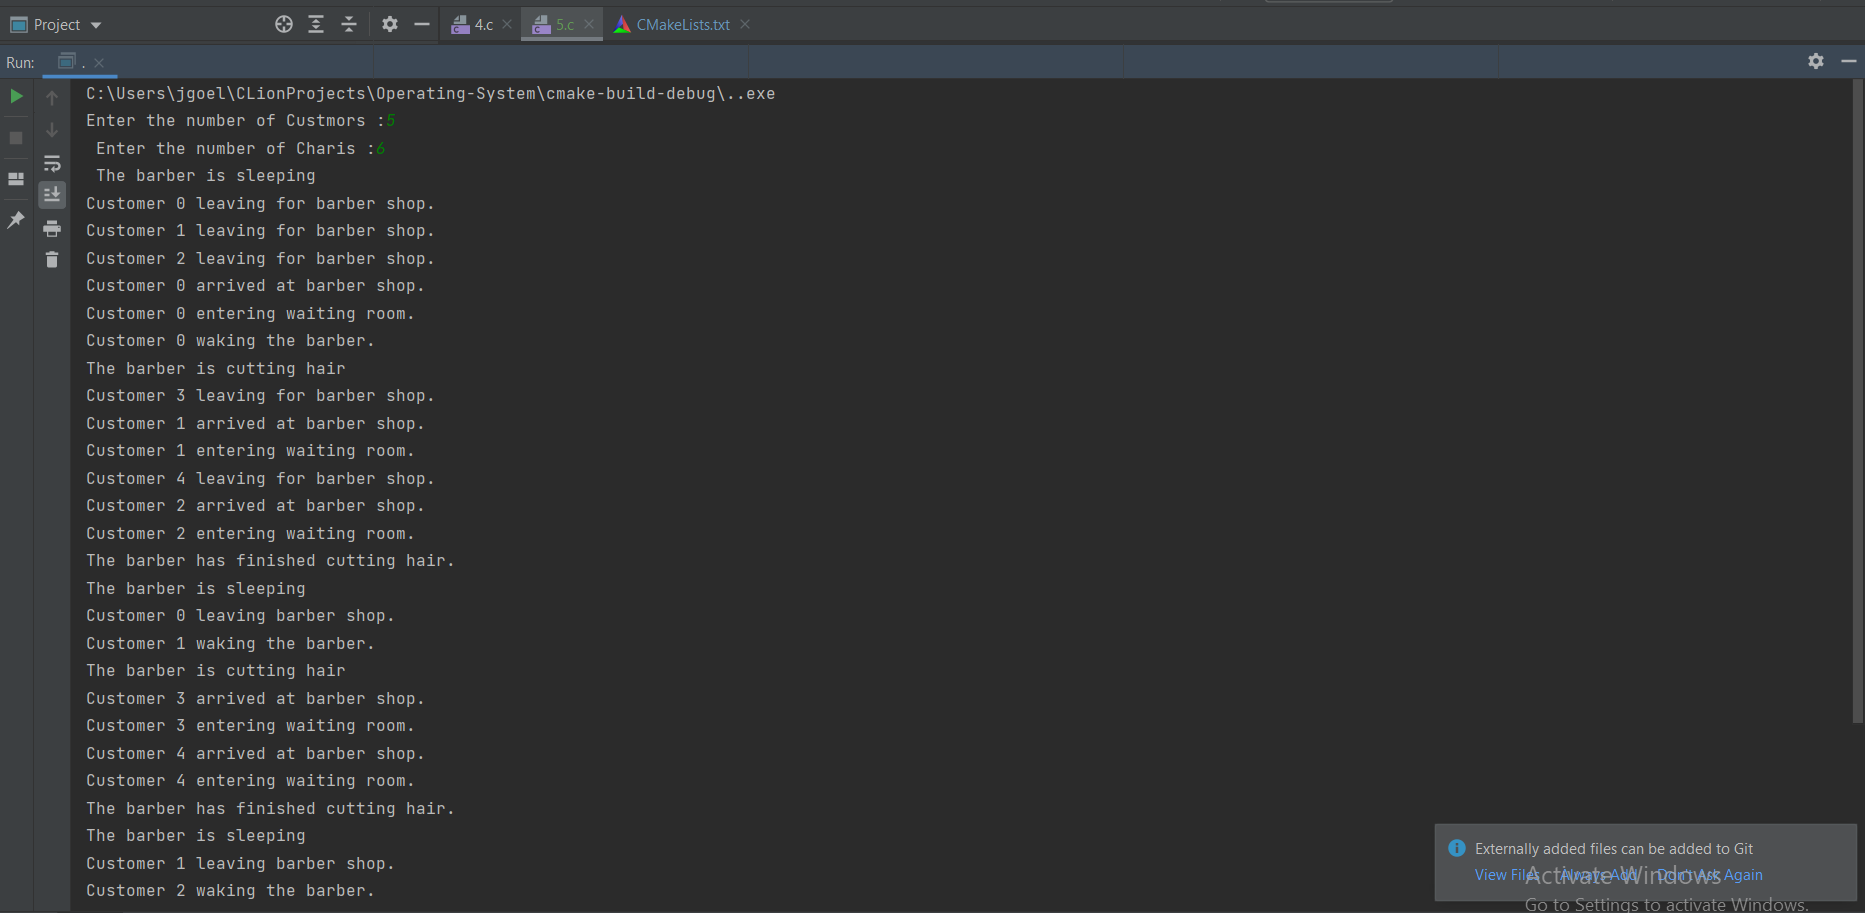 Project
4.c
5.c
CMakeLists.txt
Run:
.
C:\Users\jgoel\CLionProjects\Operating-System\cmake-build-debug\..exe
Enter the number of Custmors :5
Enter the number of Charis :6
The barber is sleeping
Customer 0 leaving for barber shop.
Customer 1 leaving for barber shop.
Customer 2 leaving for barber shop.
Customer 0 arrived at barber shop.
Customer 0 entering waiting room.
Customer 0 waking the barber.
The barber is cutting hair
Customer 3 leaving for barber shop.
Customer 1 arrived at barber shop.
Customer 1 entering waiting room.
Customer 4 leaving for barber shop.
Customer 2 arrived at barber shop.
Customer 2 entering waiting room.
The barber has finished cutting hair.
The barber is sleeping
Customer 0 leaving barber shop.
Customer 1 waking the barber.
The barber is cutting hair
Customer 3 arrived at barber shop.
Customer 3 entering waiting room.
Customer 4 arrived at barber shop.
Customer 4 entering waiting room.
The barber has finished cutting hair.
The barber is sleeping
Customer 1 leaving barber shop.
Customer 2 waking the barber.
Externally added files can be added to Git
View Files Always Add Don't Ask Again
Activate Windows
Go to Settings to activate Windows.